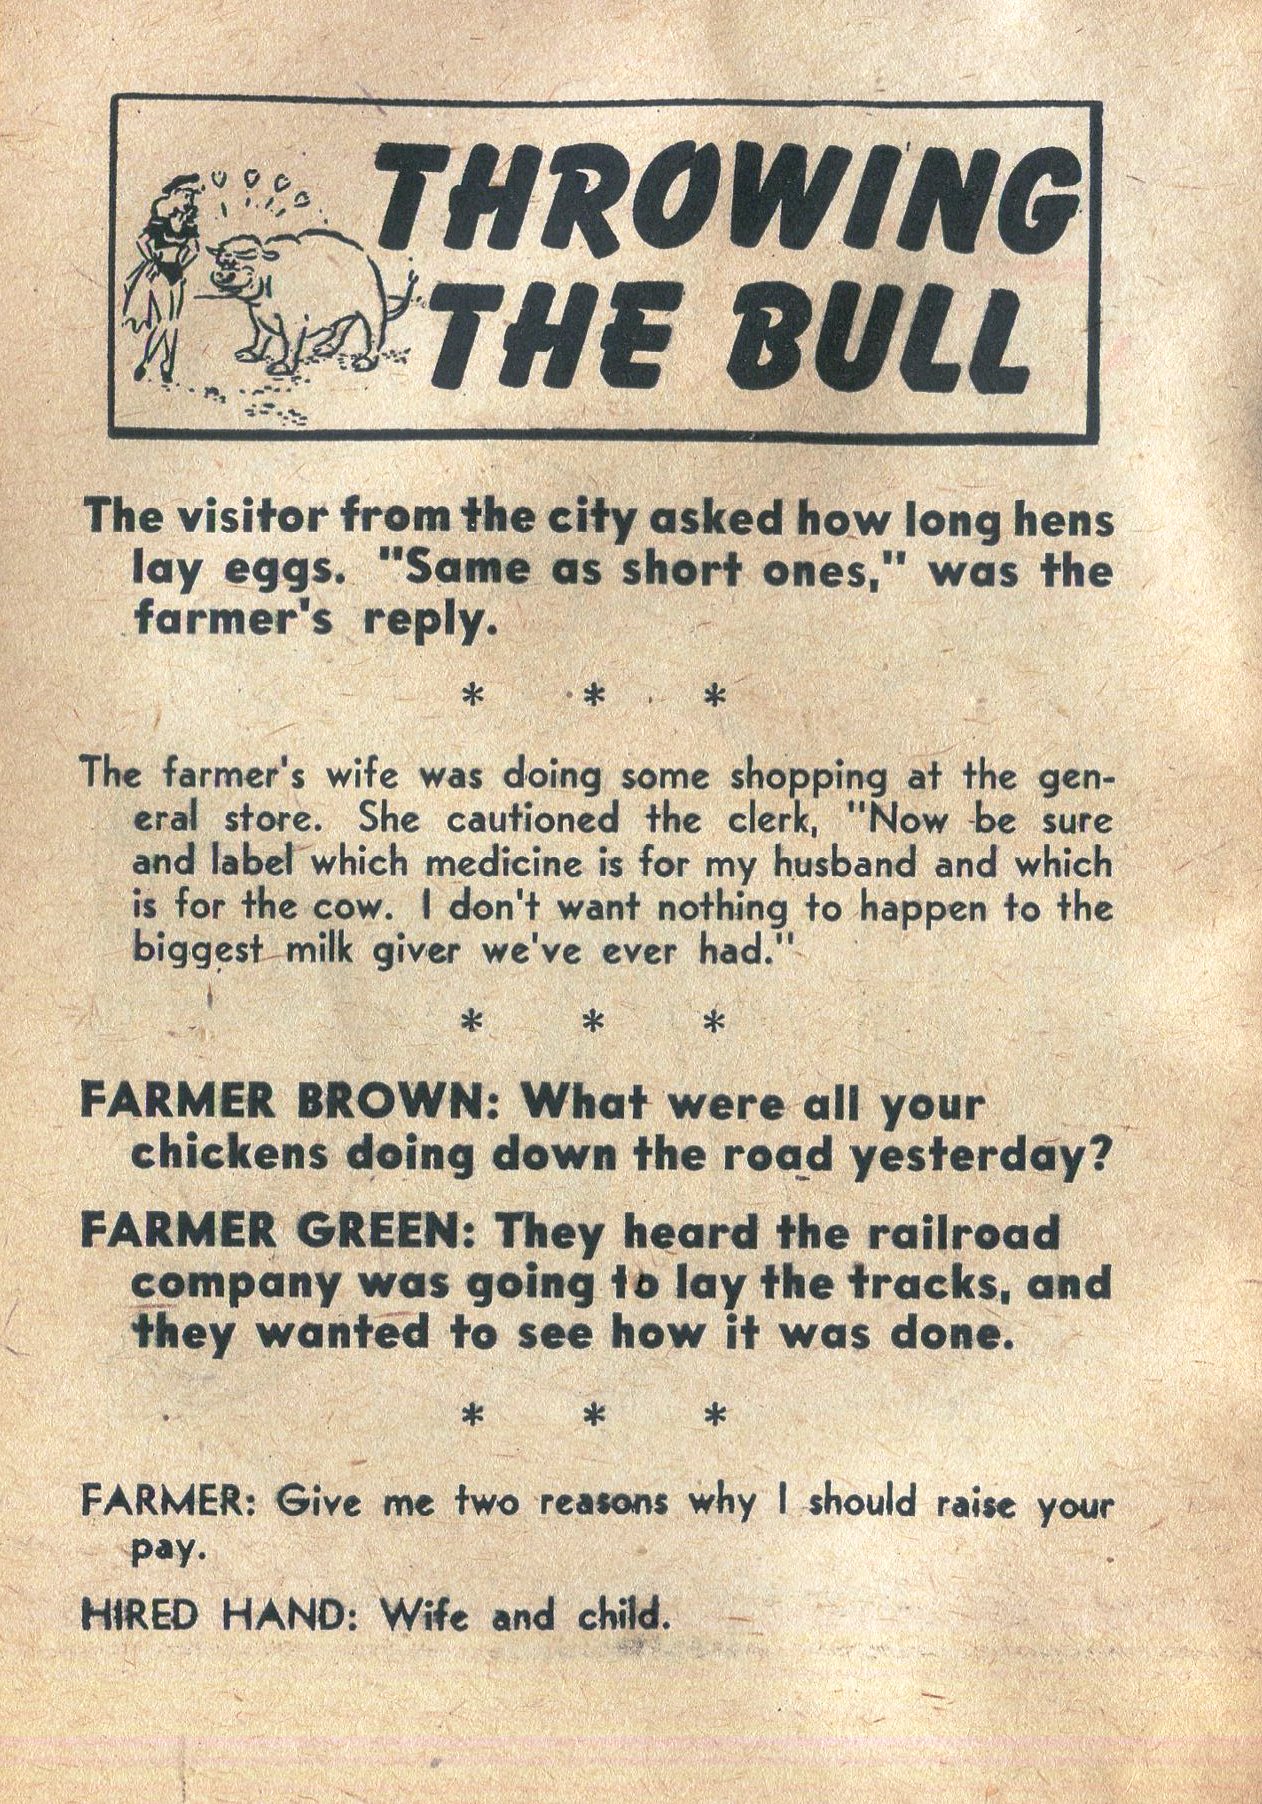 THROWING
THE BULL
The visitor from the city asked how long hens
lay eggs. "Same as short ones," was the
farmer's reply.
* * *
The farmer's wife was doing some shopping at the gen-
eral store. She cautioned the clerk, "Now be sure
and label which medicine is for my husband and which
is for the cow. I don't want nothing to happen to the
biggest milk giver we've ever had."
* * *
FARMER BROWN: What were all your
chickens doing down the road yesterday?
FARMER GREEN: They heard the railroad
company was going to lay the tracks, and
they wanted to see how it was done.
* * *
FARMER: Give me two reasons why I should raise your
pay.
HIRED HAND: Wife and child.